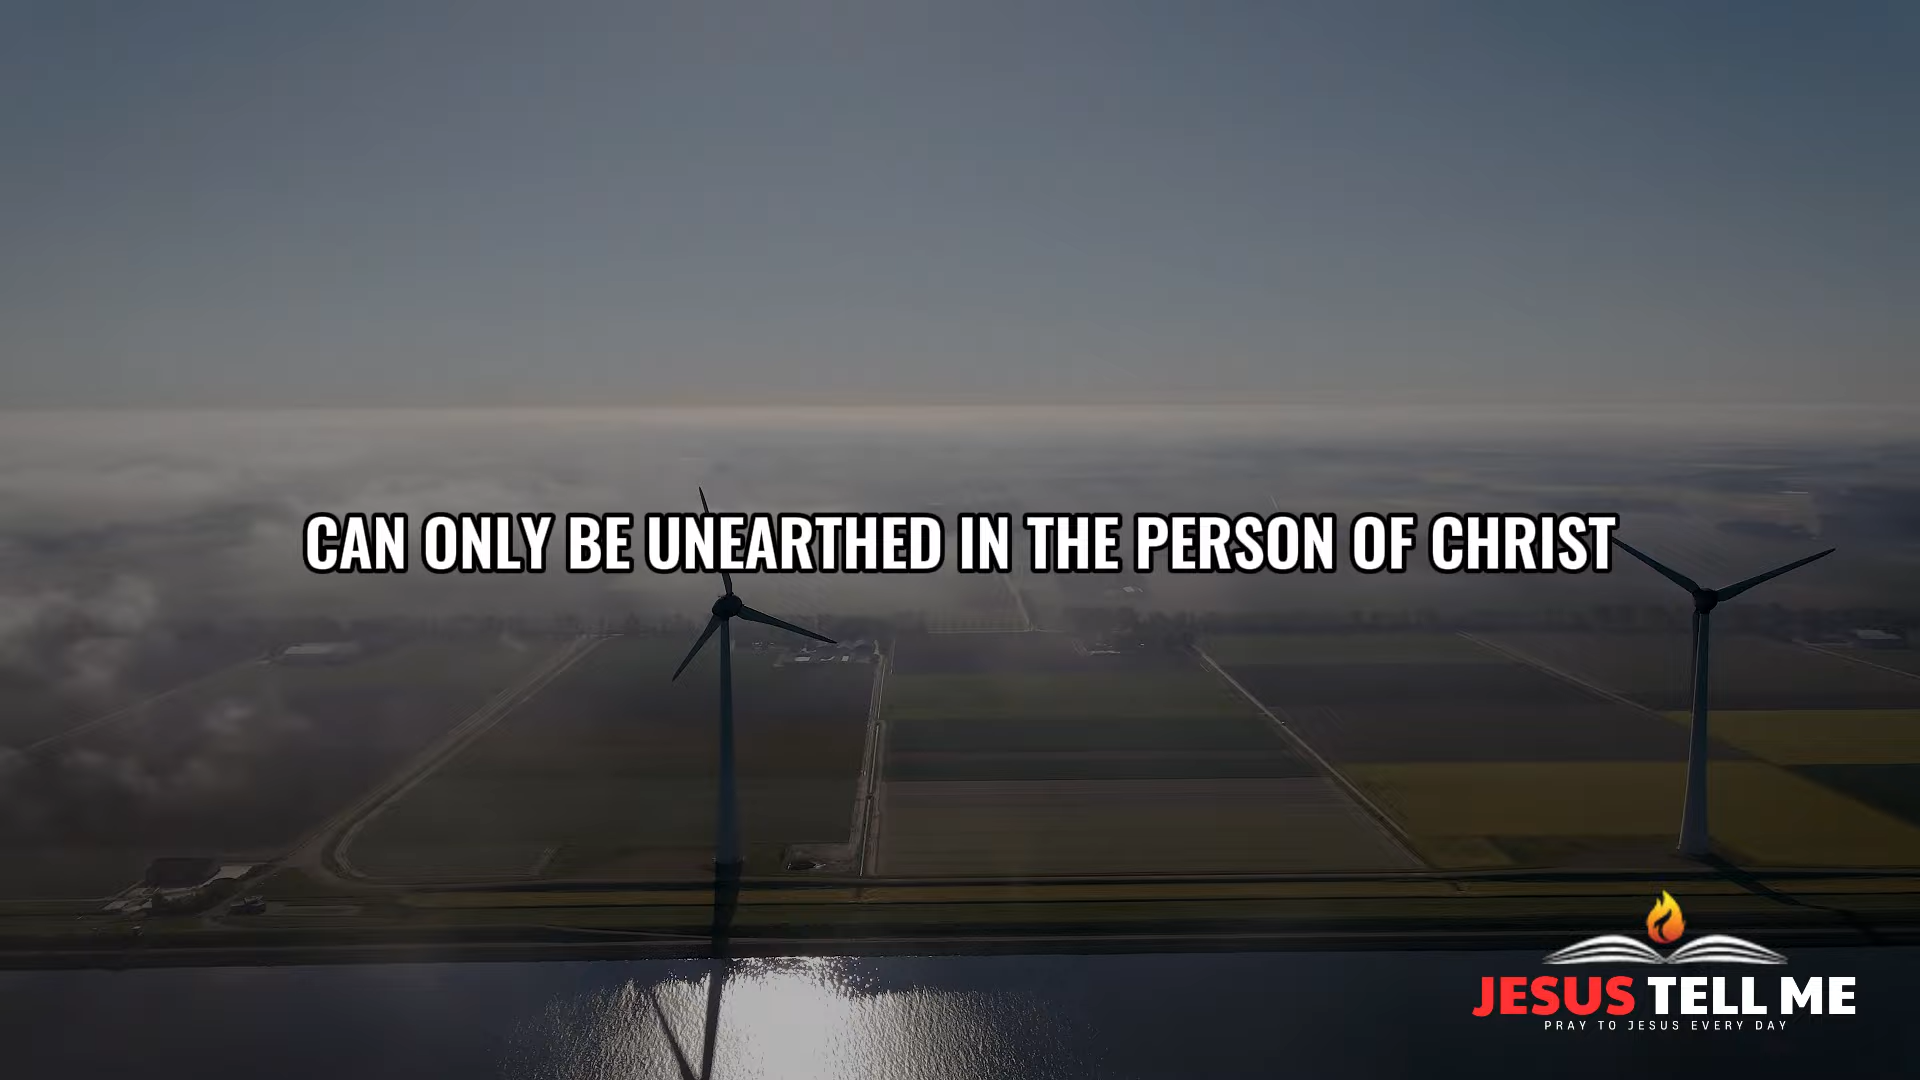 CAN ONLY BE UNEARTHED IN THE PERSON OF CHRIST
JESUS TELL ME
PRAY TO JESUS EVERY DAY